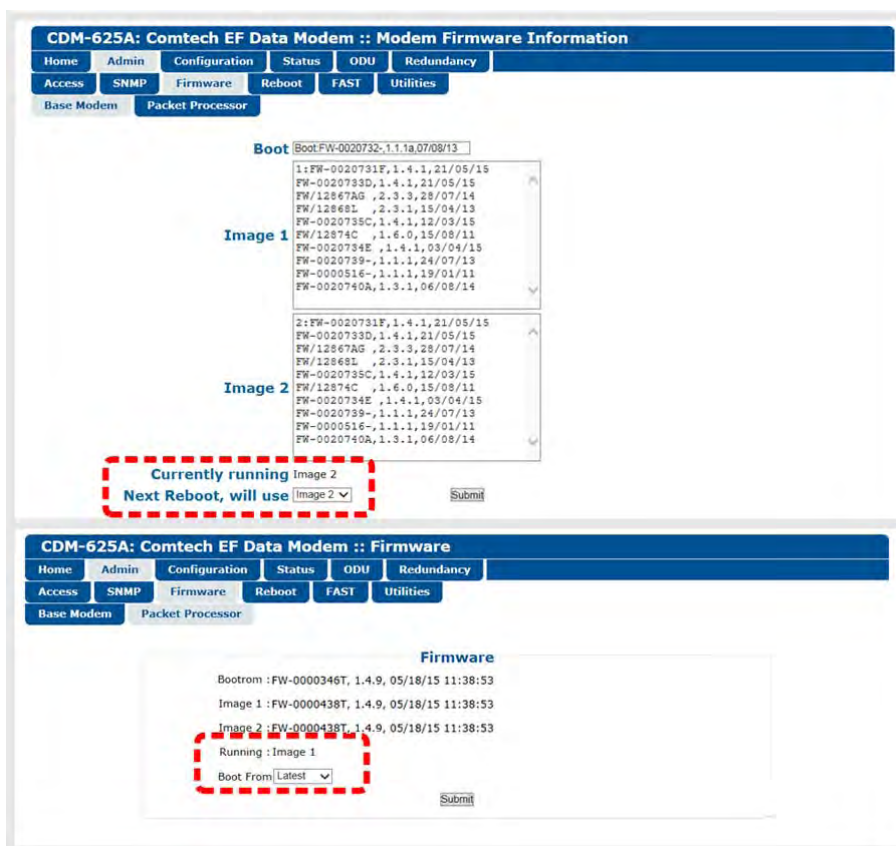 CDM-625A: Comtech EF Data Modem :: Modem Firmware Information
Home Admin Configuration Status ODU Redundancy
Access SNMP Firmware Reboot FAST Utilities
Base Modem Packet Processor
Boot Boot:FW-0020732-,1.1.1a,07/08/13
Image 1
1:FW-0020731F,1.4.1,21/05/15
FW-0020733D,1.4.1,21/05/15
FW/12867AG ,2.3.3,28/07/14
FW/12868L ,2.3.1,15/04/13
FW-0020735C,1.4.1,12/03/15
FW/12874C ,1.6.0,15/08/11
FW-0020734E ,1.4.1,03/04/15
FW-0020739-,1.1.1,24/07/13
FW-0000516-,1.1.1,19/01/11
FW-0020740A,1.3.1,06/08/14
Image 2
2:FW-0020731F,1.4.1,21/05/15
FW-0020733D,1.4.1,21/05/15
FW/12867AG ,2.3.3,28/07/14
FW/12868L ,2.3.1,15/04/13
FW-0020735C,1.4.1,12/03/15
FW/12874C ,1.6.0,15/08/11
FW-0020734E ,1.4.1,03/04/15
FW-0020739-,1.1.1,24/07/13
FW-0000516-,1.1.1,19/01/11
FW-0020740A,1.3.1,06/08/14
Currently running Image 2
Next Reboot, will use Image 2 Submit
CDM-625A: Comtech EF Data Modem :: Firmware
Home Admin Configuration Status ODU Redundancy
Access SNMP Firmware Reboot FAST Utilities
Base Modem Packet Processor
Firmware
Bootrom :FW-0000346T, 1.4.9, 05/18/15 11:38:53
Image 1 :FW-0000438T, 1.4.9, 05/18/15 11:38:53
Image 2 :FW-0000438T, 1.4.9, 05/18/15 11:38:53
Running :Image 1
Boot From Latest
Submit